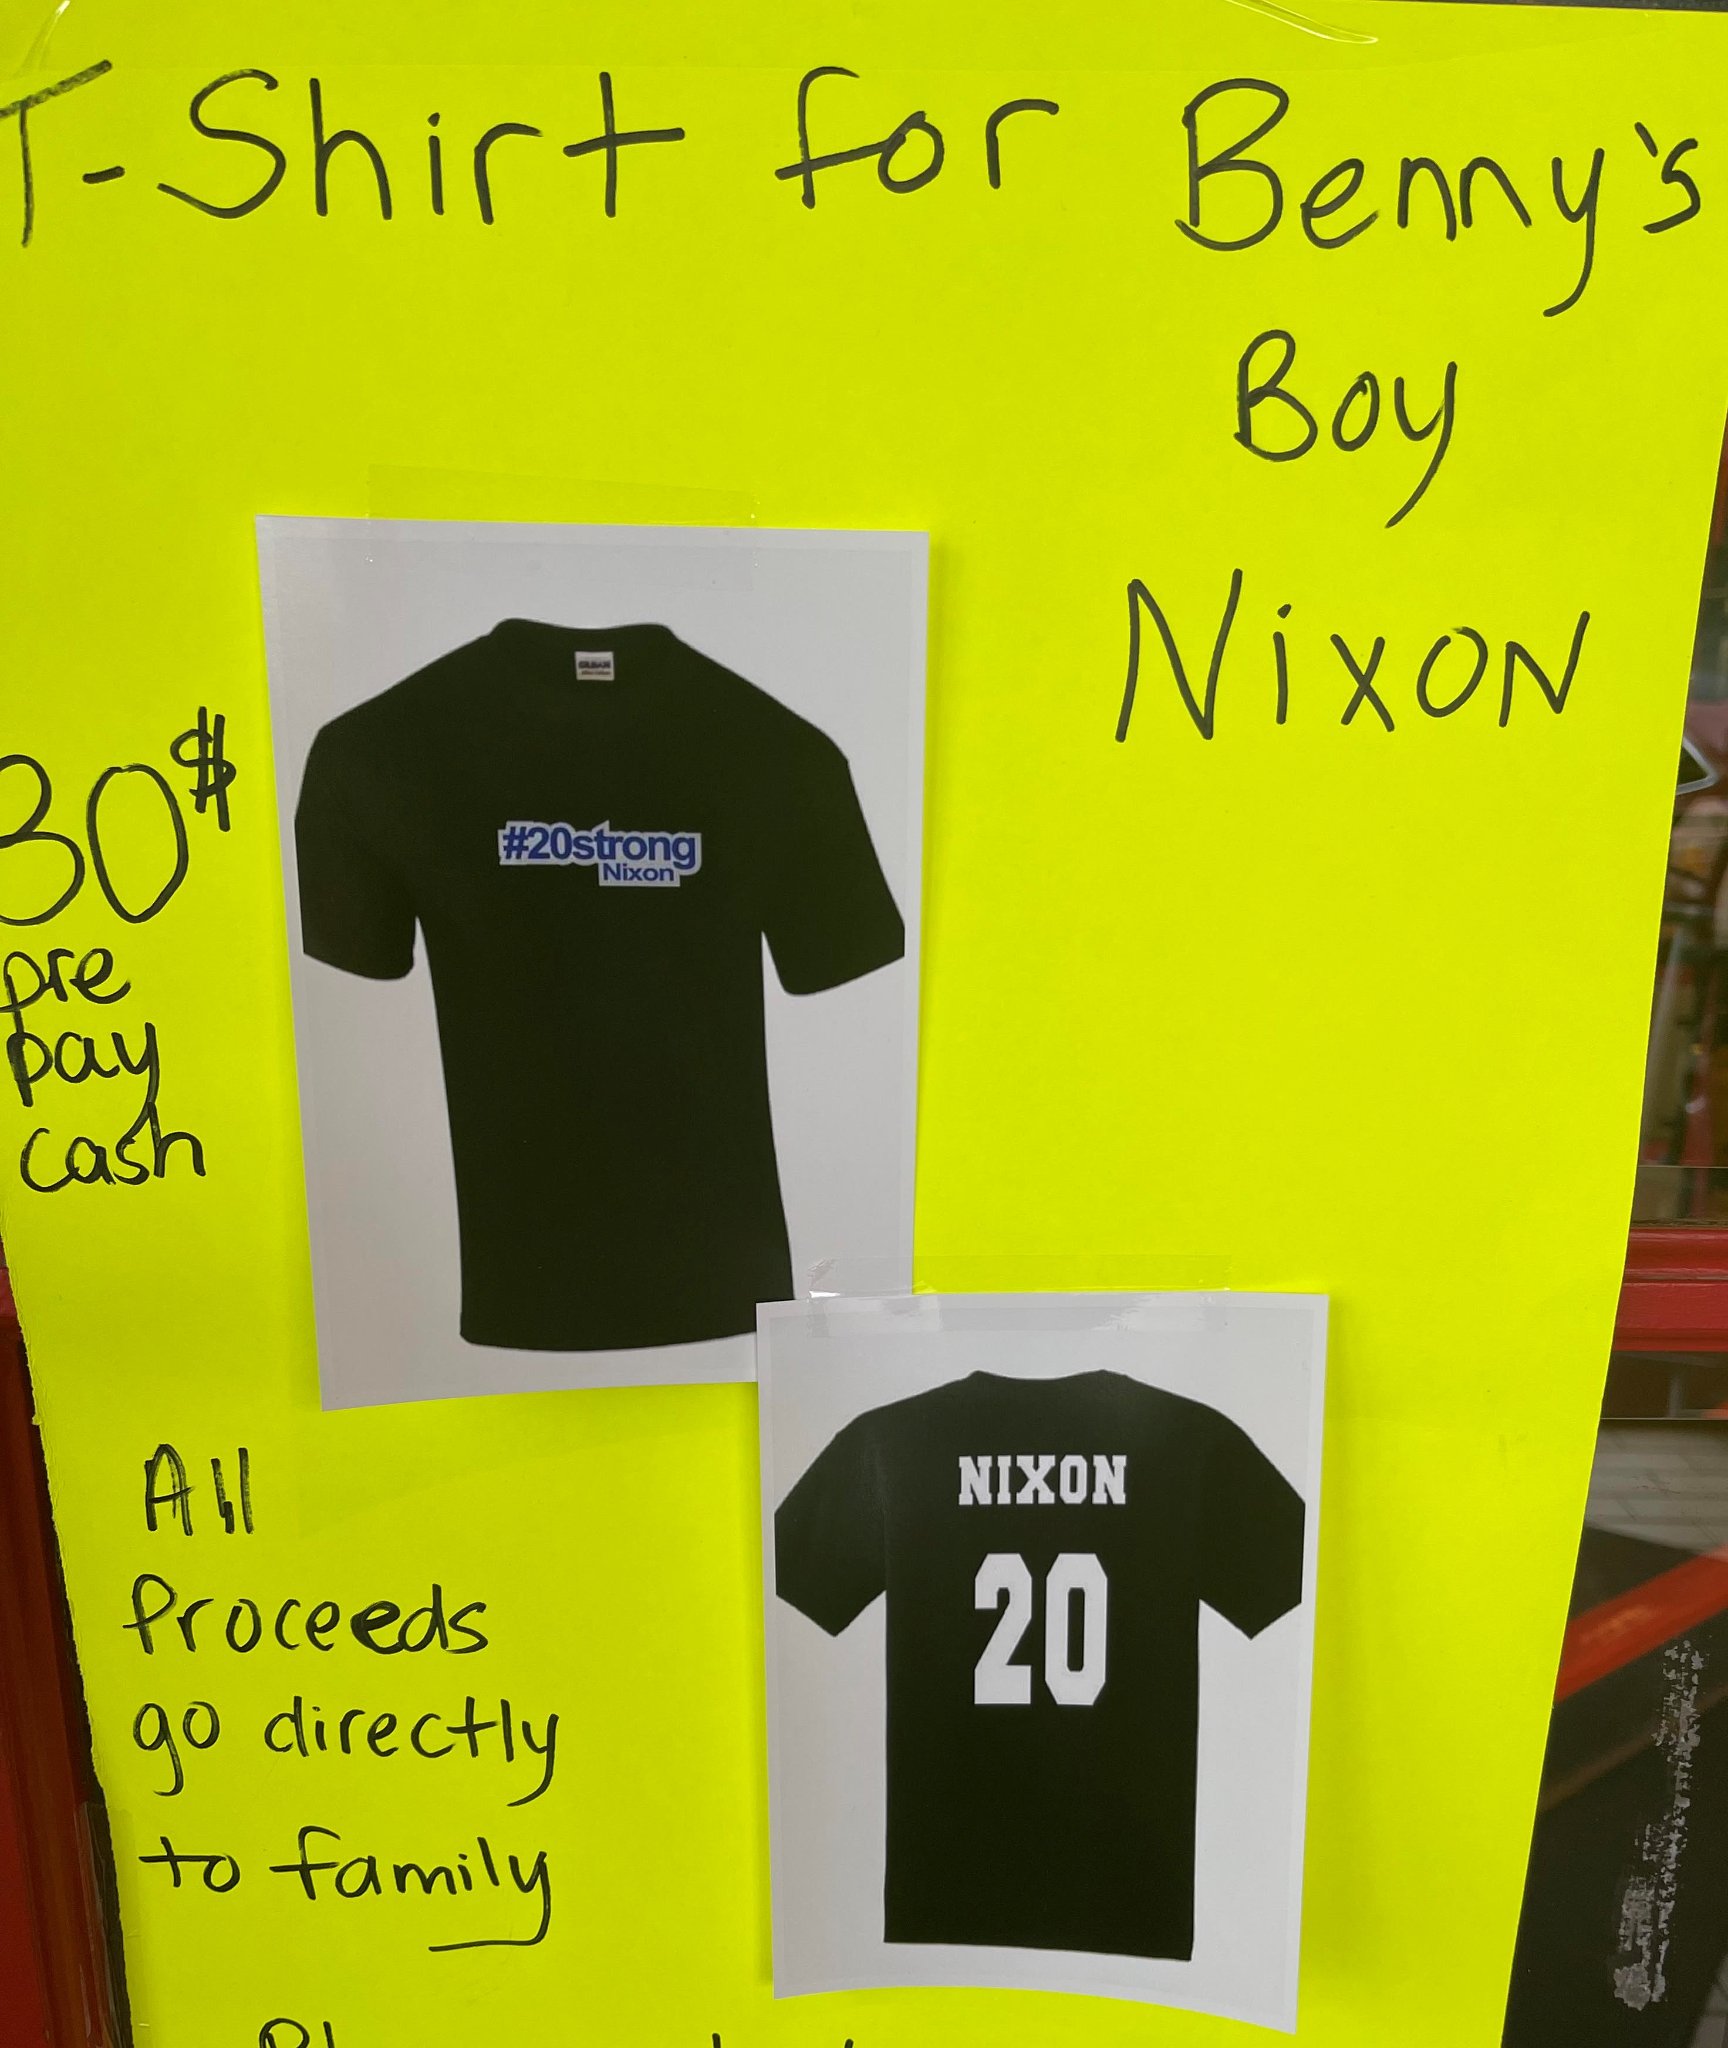 T-Shirt for Benny's
Boy
Nixon
30$
pre
pay
cash
#20strong
Nixon
All
Proceeds
go directly
to family
NIXON
20